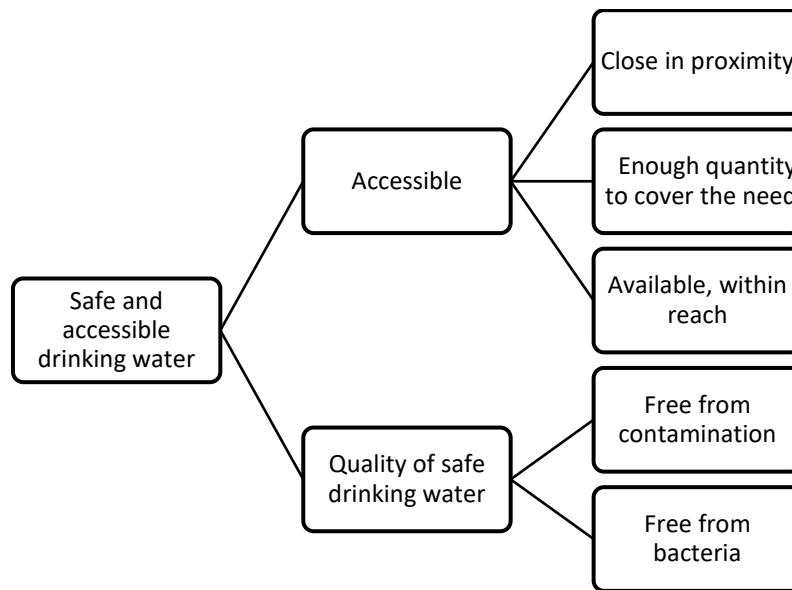 Safe and
accessible
drinking water
Accessible
Close in proximity
Enough quantity
to cover the need
Available, within
reach
Quality of safe
drinking water
Free from
contamination
Free from
bacteria